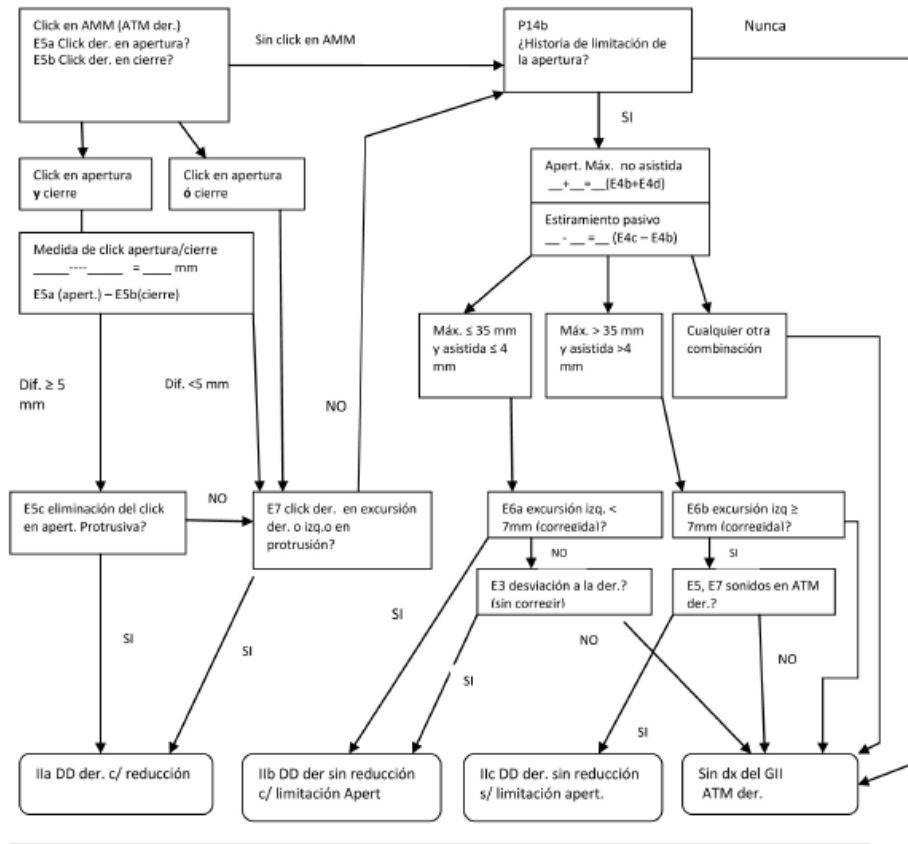 Click en AMM (ATM der.)
E5a Click der. en apertura?
E5b Click der. en cierre?
Sin click en AMM
P14b
¿Historia de limitación de
la apertura?
Nunca
SI
Click en apertura
y cierre
Click en apertura
ó cierre
Apert. Máx. no asistida
__+__=__(E4b+E4d)
Estiramiento pasivo
__ - __ =__ (E4c – E4b)
Medida de click apertura/cierre
_____----_____ = ____ mm
E5a (apert.) – E5b(cierre)
Máx. ≤ 35 mm
y asistida ≤ 4
mm
Máx. > 35 mm
y asistida >4
mm
Cualquier otra
combinación
Dif. ≥ 5
mm
Dif. <5 mm
NO
E5c eliminación del click
en apert. Protrusiva?
NO
E7 click der. en excursión
der. o izq.o en
protrusión?
E6a excursión izq. <
7mm (corregida)?
E6b excursión izq ≥
7mm (corregida)?
NO
SI
E3 desviación a la der.?
(sin corregir)
E5, E7 sonidos en ATM
der.?
SI
SI
SI
NO
NO
SI
SI
IIa DD der. c/ reducción
IIb DD der sin reducción
c/ limitación Apert
IIc DD der. sin reducción
s/ limitación apert.
Sin dx del GII
ATM der.